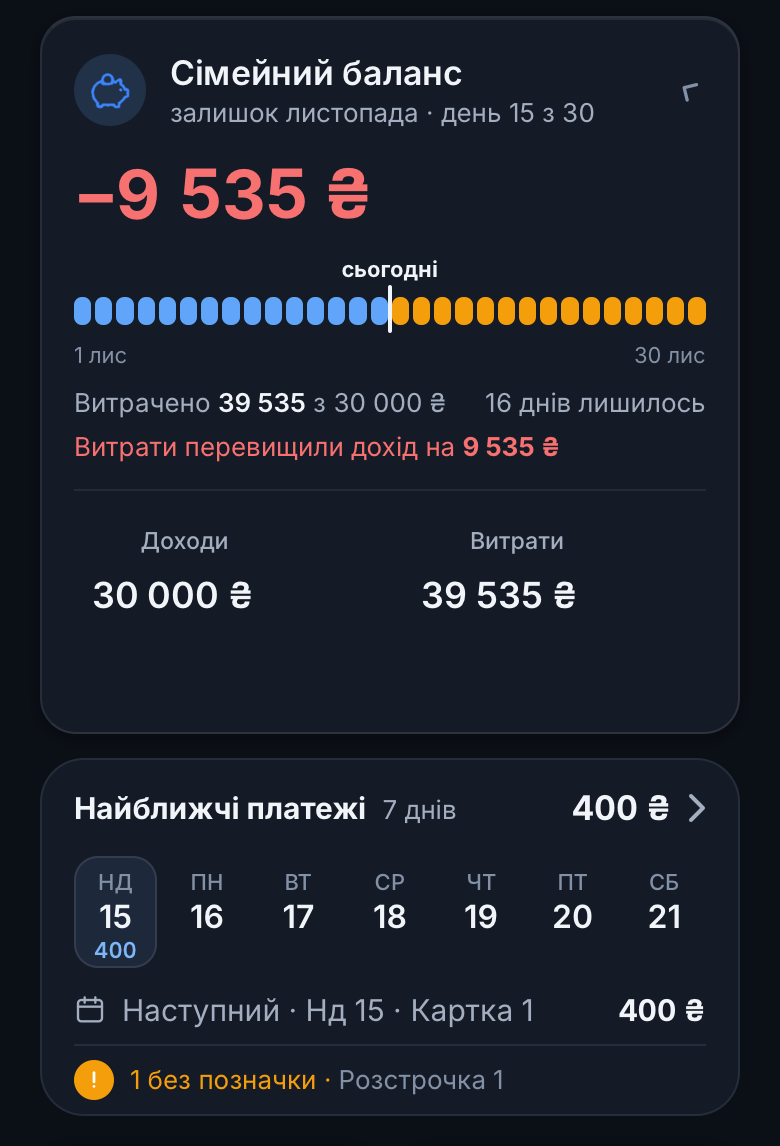 Сімейний баланс
залишок листопада · день 15 з 30
−9 535 ₴
сьогодні
1 лис 30 лис
Витрачено 39 535 з 30 000 ₴ 16 днів лишилось
Витрати перевищили дохід на 9 535 ₴
Доходи Витрати
30 000 ₴ 39 535 ₴
Найближчі платежі 7 днів 400 ₴
НД ПН ВТ СР ЧТ ПТ СБ
15 16 17 18 19 20 21
400
Наступний · Нд 15 · Картка 1 400 ₴
! 1 без позначки · Розстрочка 1